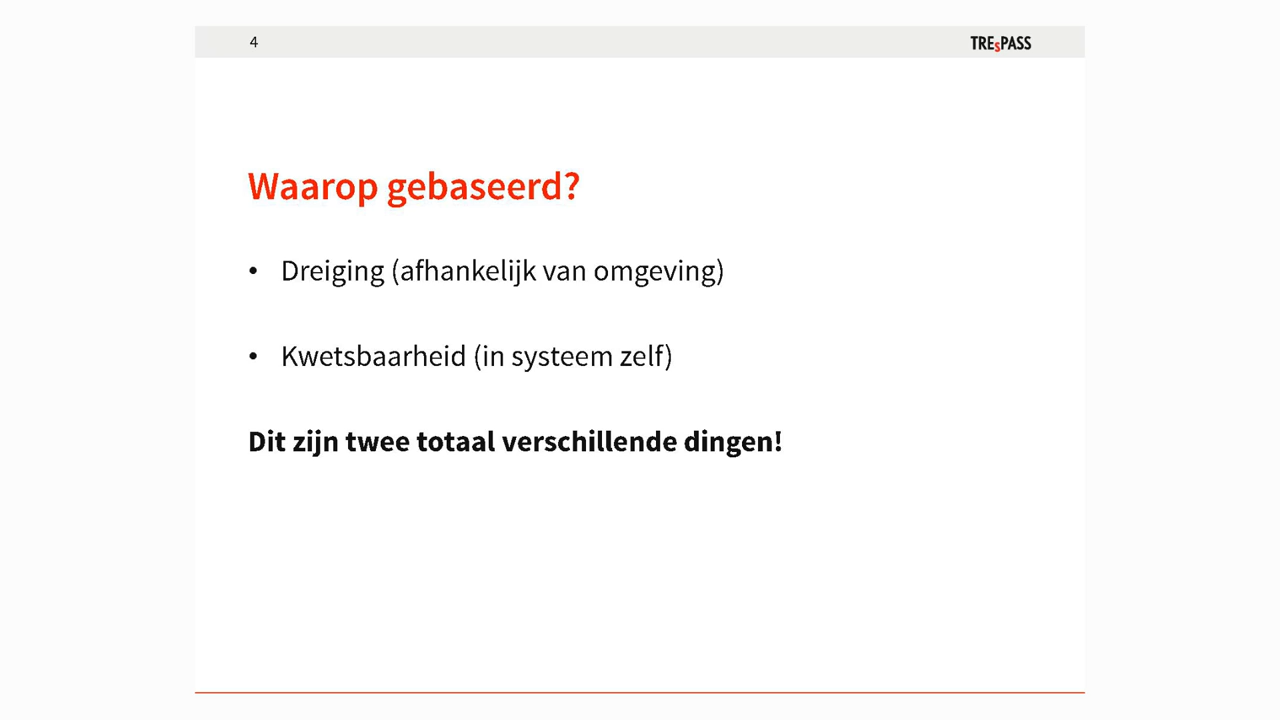 4
TREsPASS
Waarop gebaseerd?
• Dreiging (afhankelijk van omgeving)
• Kwetsbaarheid (in systeem zelf)
Dit zijn twee totaal verschillende dingen!